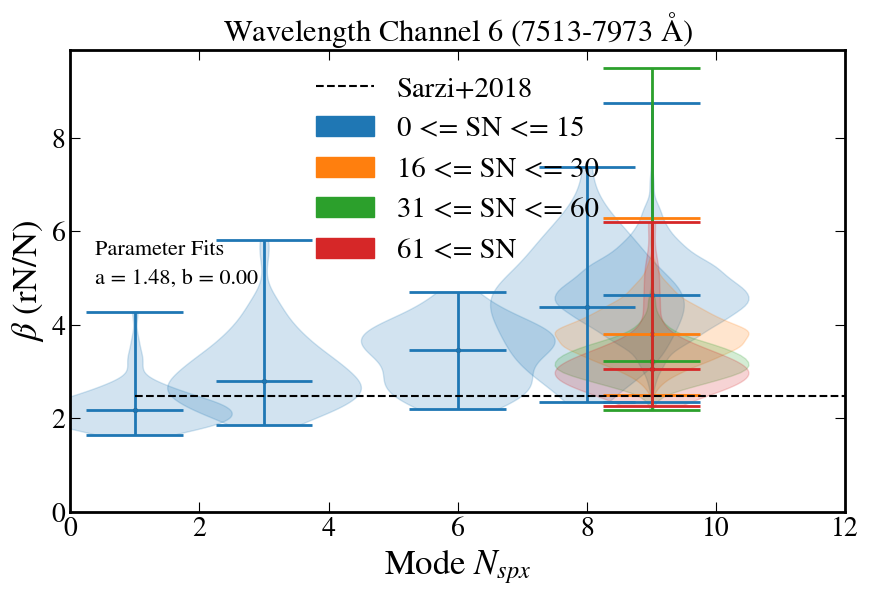 Wavelength Channel 6 (7513-7973 Å)
Sarzi+2018
0 <= SN <= 15
16 <= SN <= 30
31 <= SN <= 60
61 <= SN
Parameter Fits
a = 1.48, b = 0.00
β (rN/N)
8
6
4
2
0
0 2 4 6 8 10 12
Mode N_{spx}